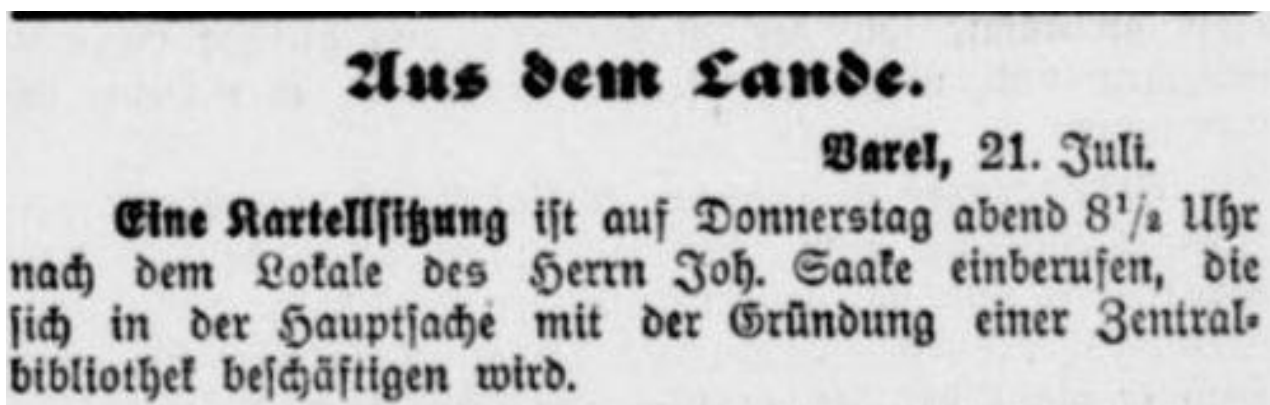 Aus dem Lande.
Varel, 21. Juli.
Eine Kartellsitzung ist auf Donnerstag abend 8½ Uhr
nach dem Lokale des Herrn Joh. Saake einberufen, die
sich in der Hauptsache mit der Gründung einer Zentral-
bibliothek beschäftigen wird.